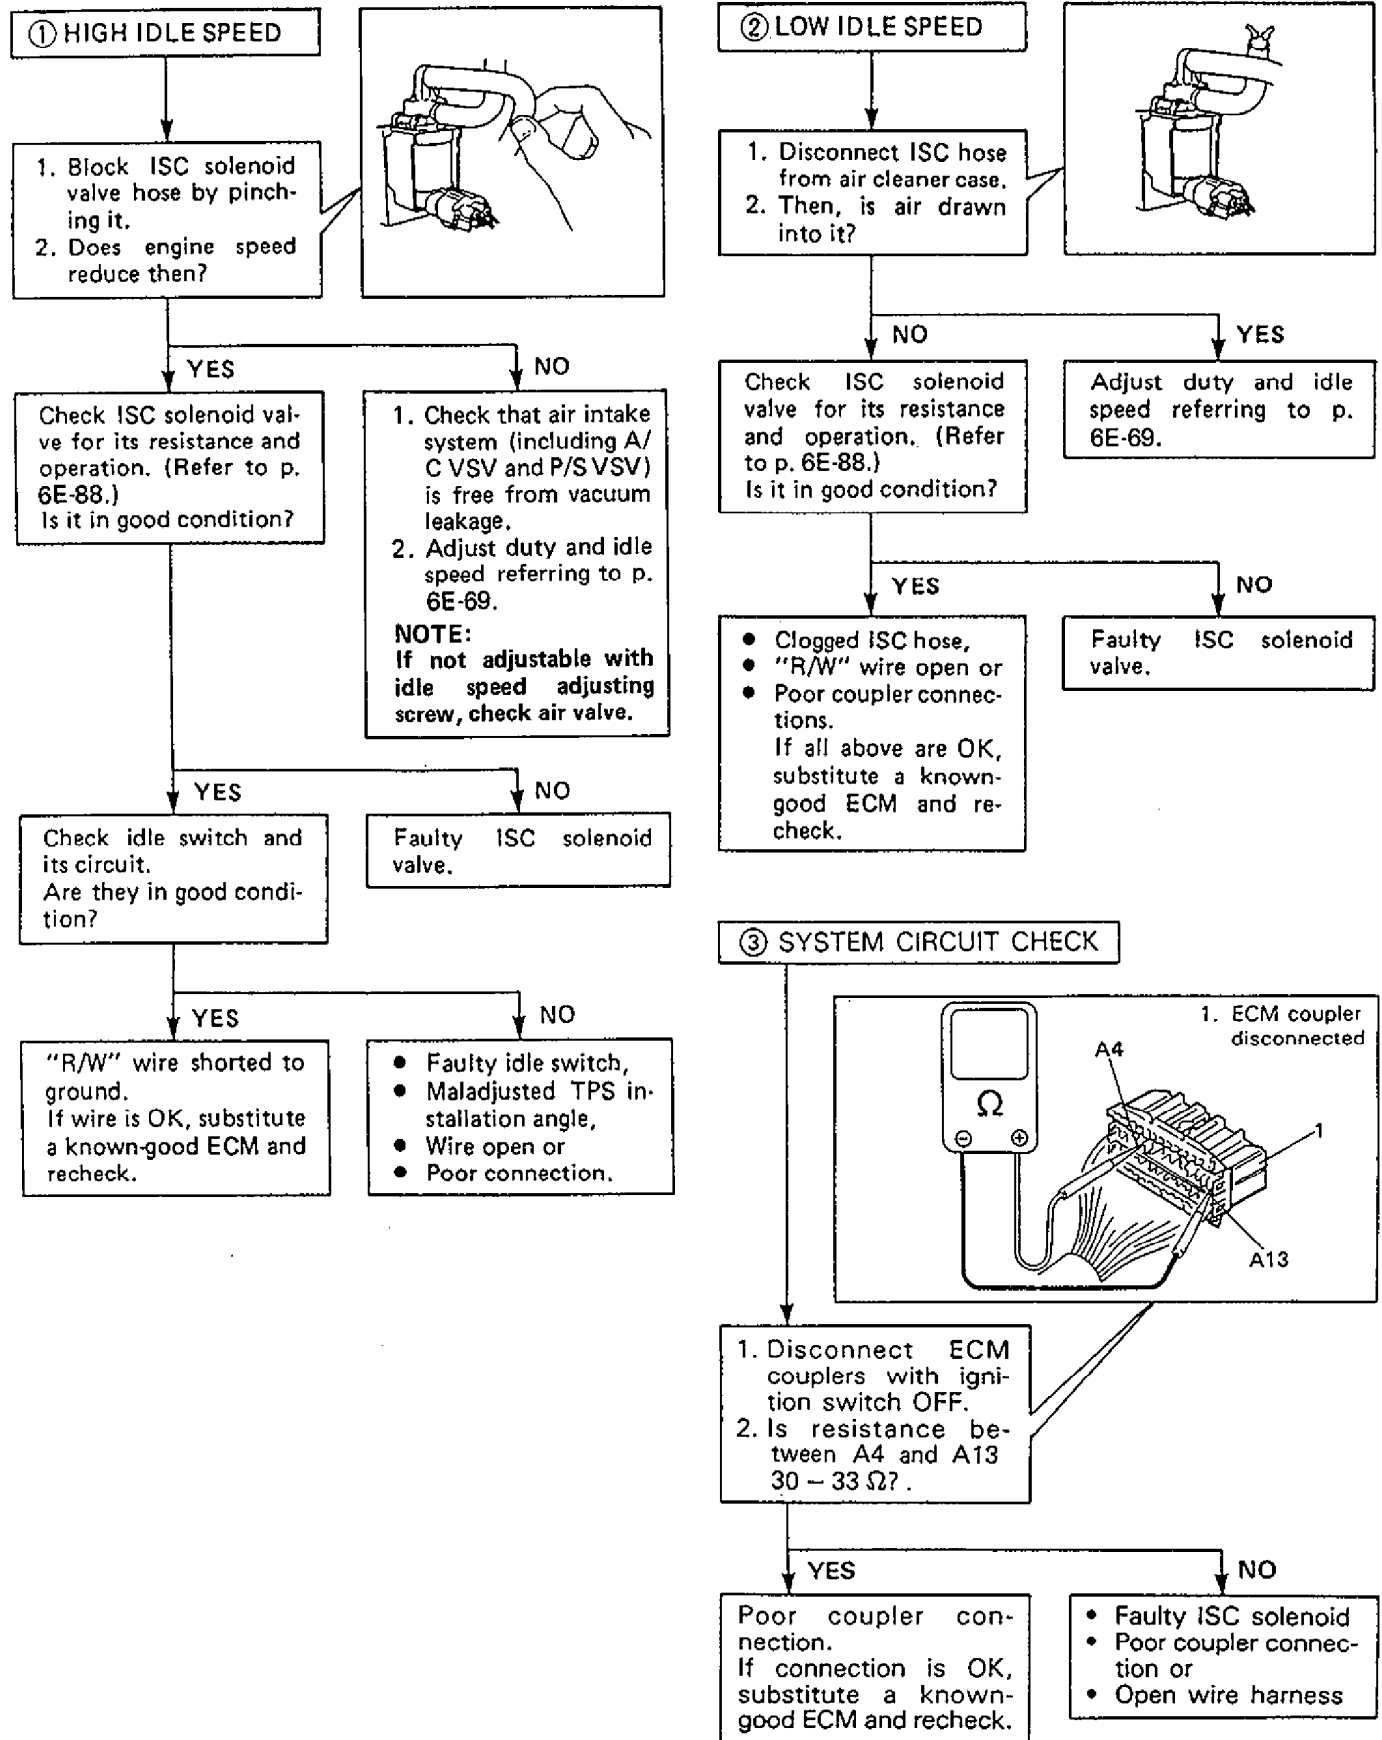 ① HIGH IDLE SPEED
1. Block ISC solenoid
valve hose by pinch-
ing it.
2. Does engine speed
reduce then?
YES
NO
Check ISC solenoid val-
ve for its resistance and
operation. (Refer to p.
6E-88.)
Is it in good condition?
1. Check that air intake
system (including A/
C VSV and P/S VSV)
is free from vacuum
leakage.
2. Adjust duty and idle
speed referring to p.
6E-69.
NOTE:
If not adjustable with
idle speed adjusting
screw, check air valve.
YES
NO
Check idle switch and
its circuit.
Are they in good condi-
tion?
Faulty ISC solenoid
valve.
YES
NO
"R/W" wire shorted to
ground.
If wire is OK, substitute
a known-good ECM and
recheck.
● Faulty idle switch,
● Maladjusted TPS in-
stallation angle,
● Wire open or
● Poor connection.
② LOW IDLE SPEED
1. Disconnect ISC hose
from air cleaner case.
2. Then, is air drawn
into it?
NO
YES
Check ISC solenoid
valve for its resistance
and operation. (Refer
to p. 6E-88.)
Is it in good condition?
Adjust duty and idle
speed referring to p.
6E-69.
YES
NO
● Clogged ISC hose,
● "R/W" wire open or
● Poor coupler connec-
tions.
If all above are OK,
substitute a known-
good ECM and re-
check.
Faulty ISC solenoid
valve.
③ SYSTEM CIRCUIT CHECK
1. ECM coupler
disconnected
A4
Ω
⊖ ⊕
1
A13
1. Disconnect ECM
couplers with igni-
tion switch OFF.
2. Is resistance be-
tween A4 and A13
30 – 33 Ω? .
YES
NO
Poor coupler con-
nection.
If connection is OK,
substitute a known-
good ECM and recheck.
• Faulty ISC solenoid
• Poor coupler connec-
tion or
• Open wire harness